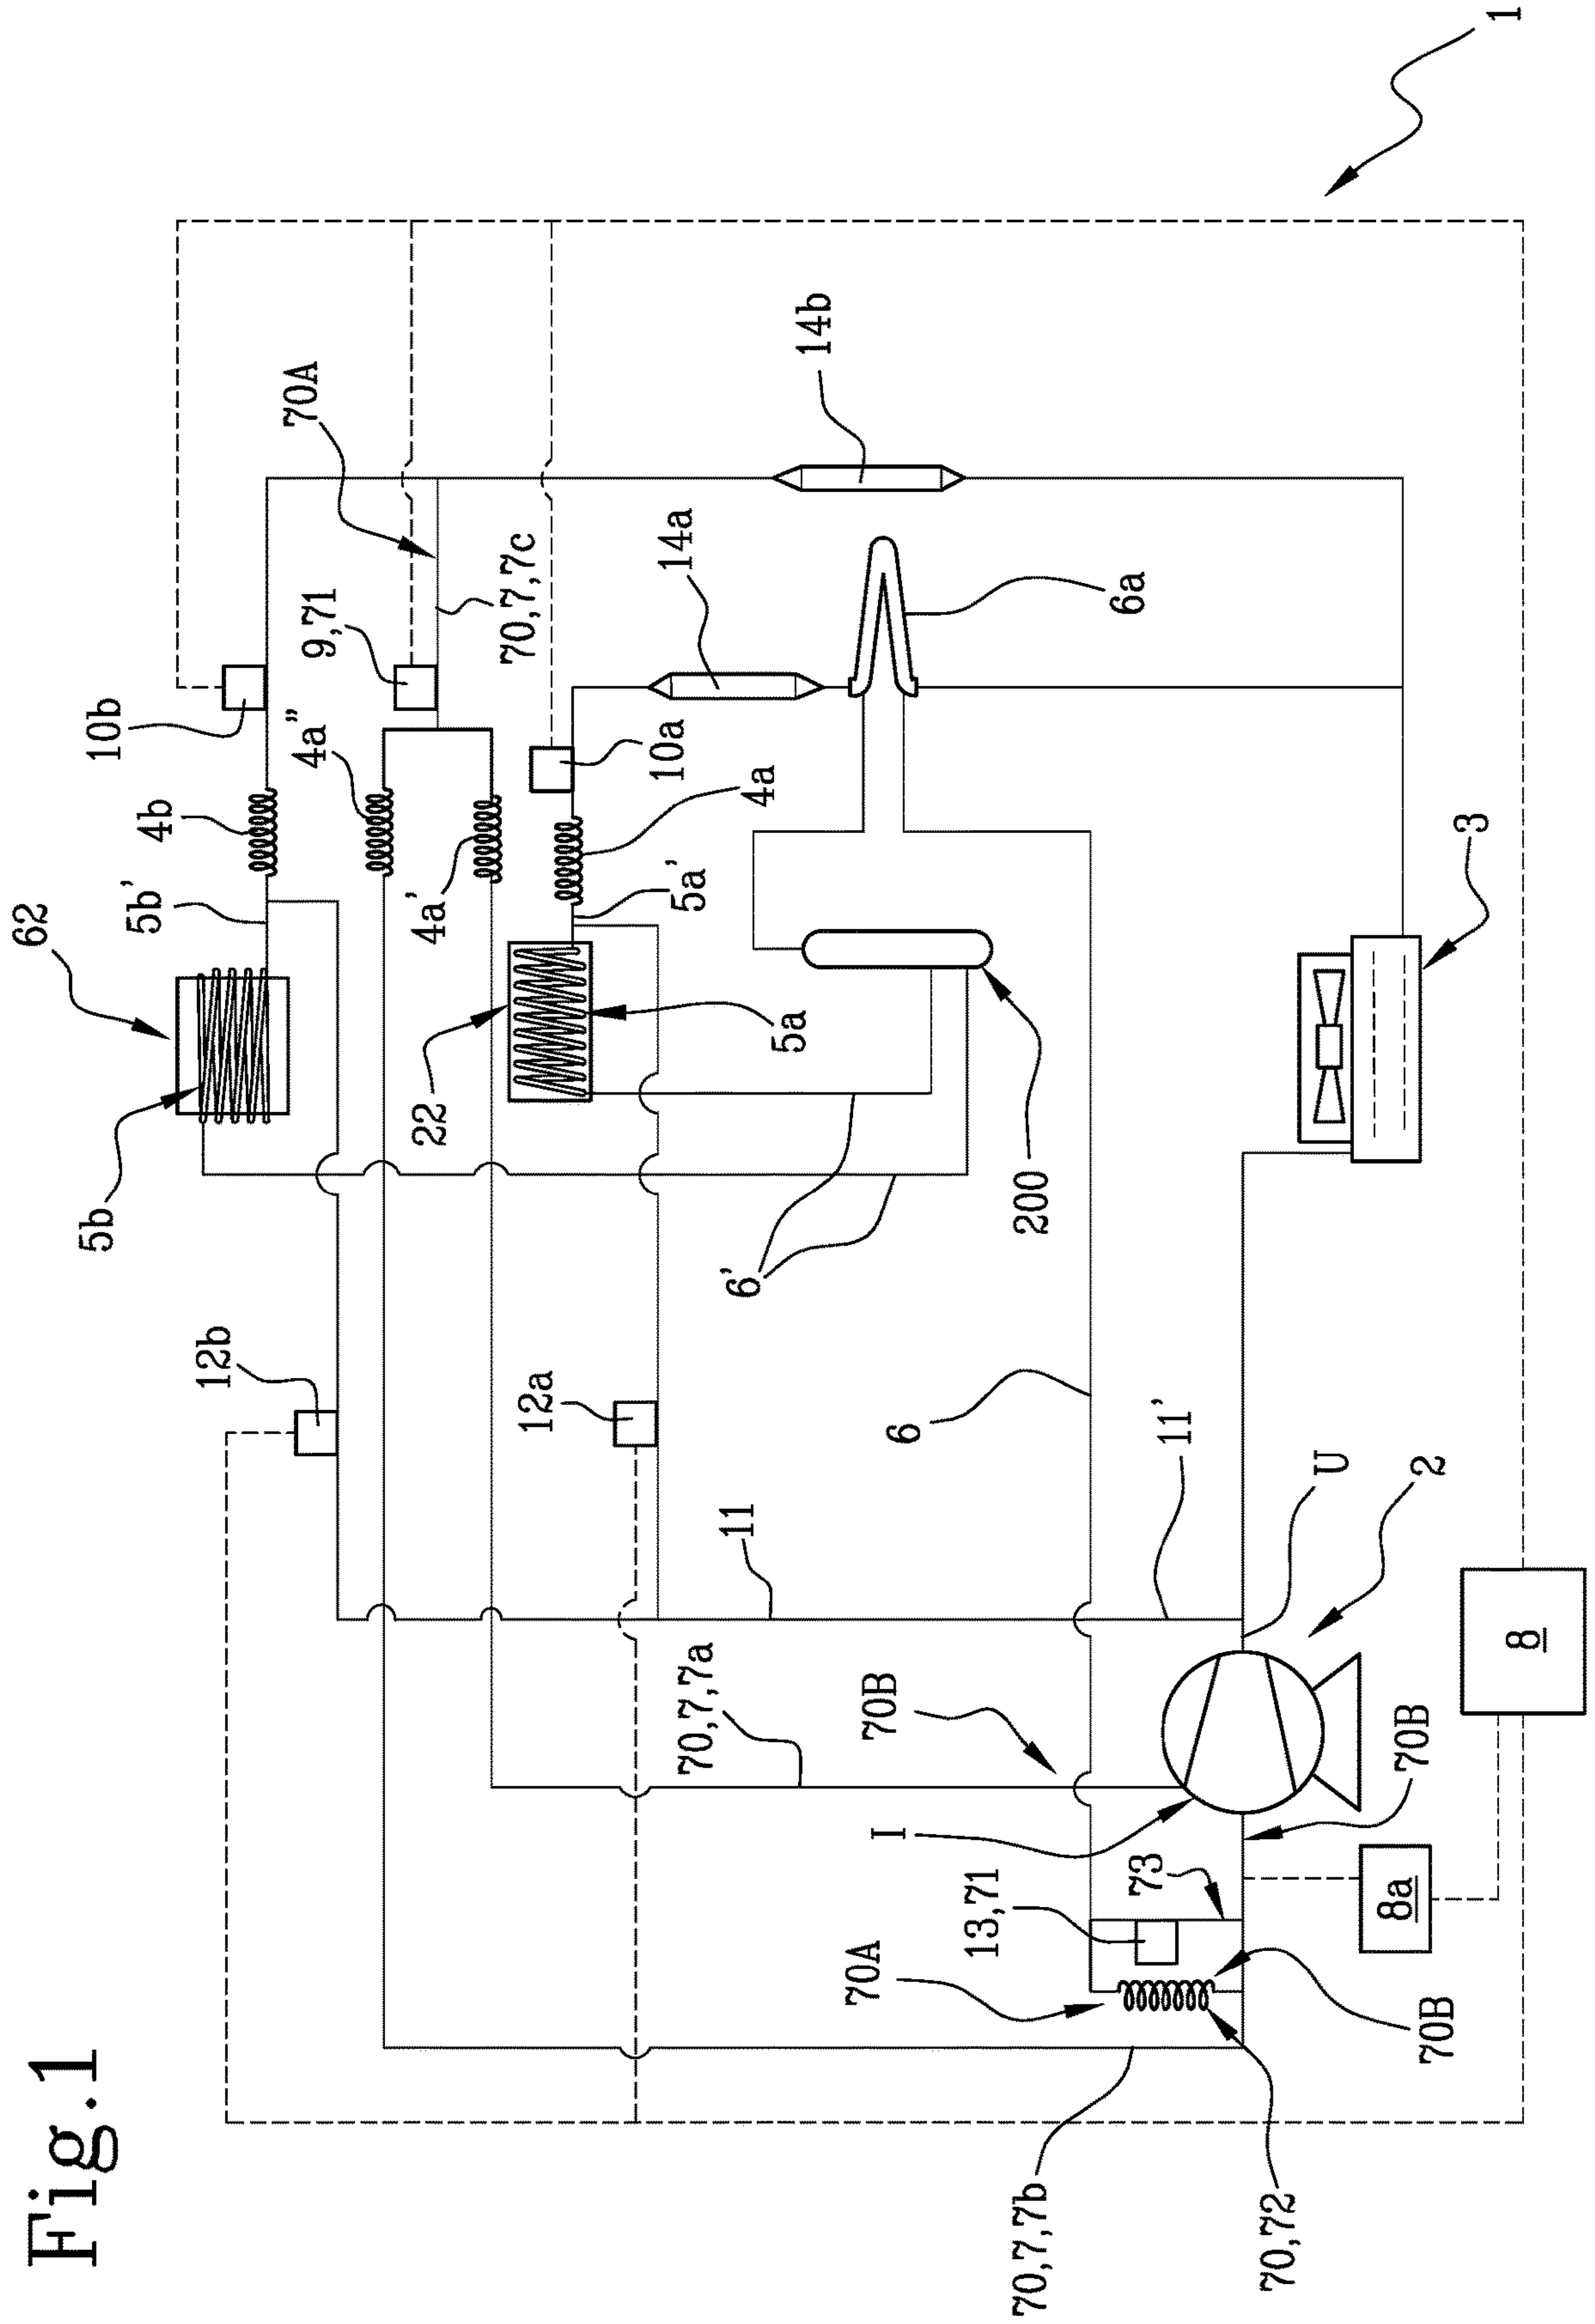 Fig.1
62
5b
10b
5b'
4b
12b
70A
4a"
9,71
22
4a'
70,7,7c
12a
10a
14a
5a'
70,7,7a
11
6'
4a
5a
14b
70A
70B
I
6
13,71
70,7,7b
200
6a
73
11'
70,72
U
8a
70B
2
70B
3
1
8